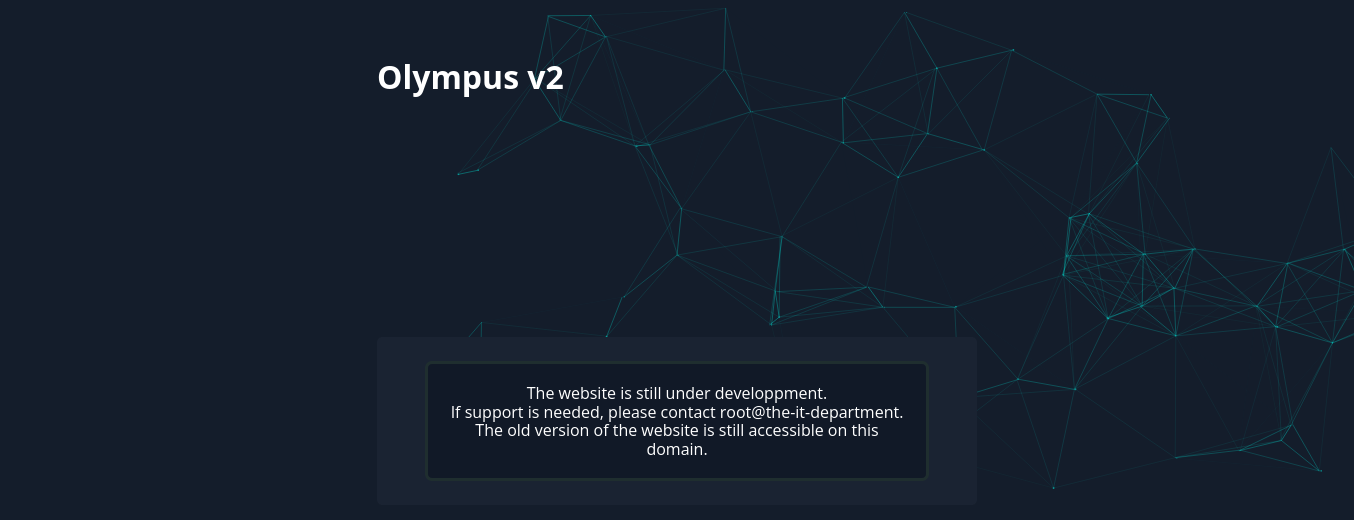 Olympus v2
The website is still under developpment.
If support is needed, please contact root@the-it-department.
The old version of the website is still accessible on this
domain.